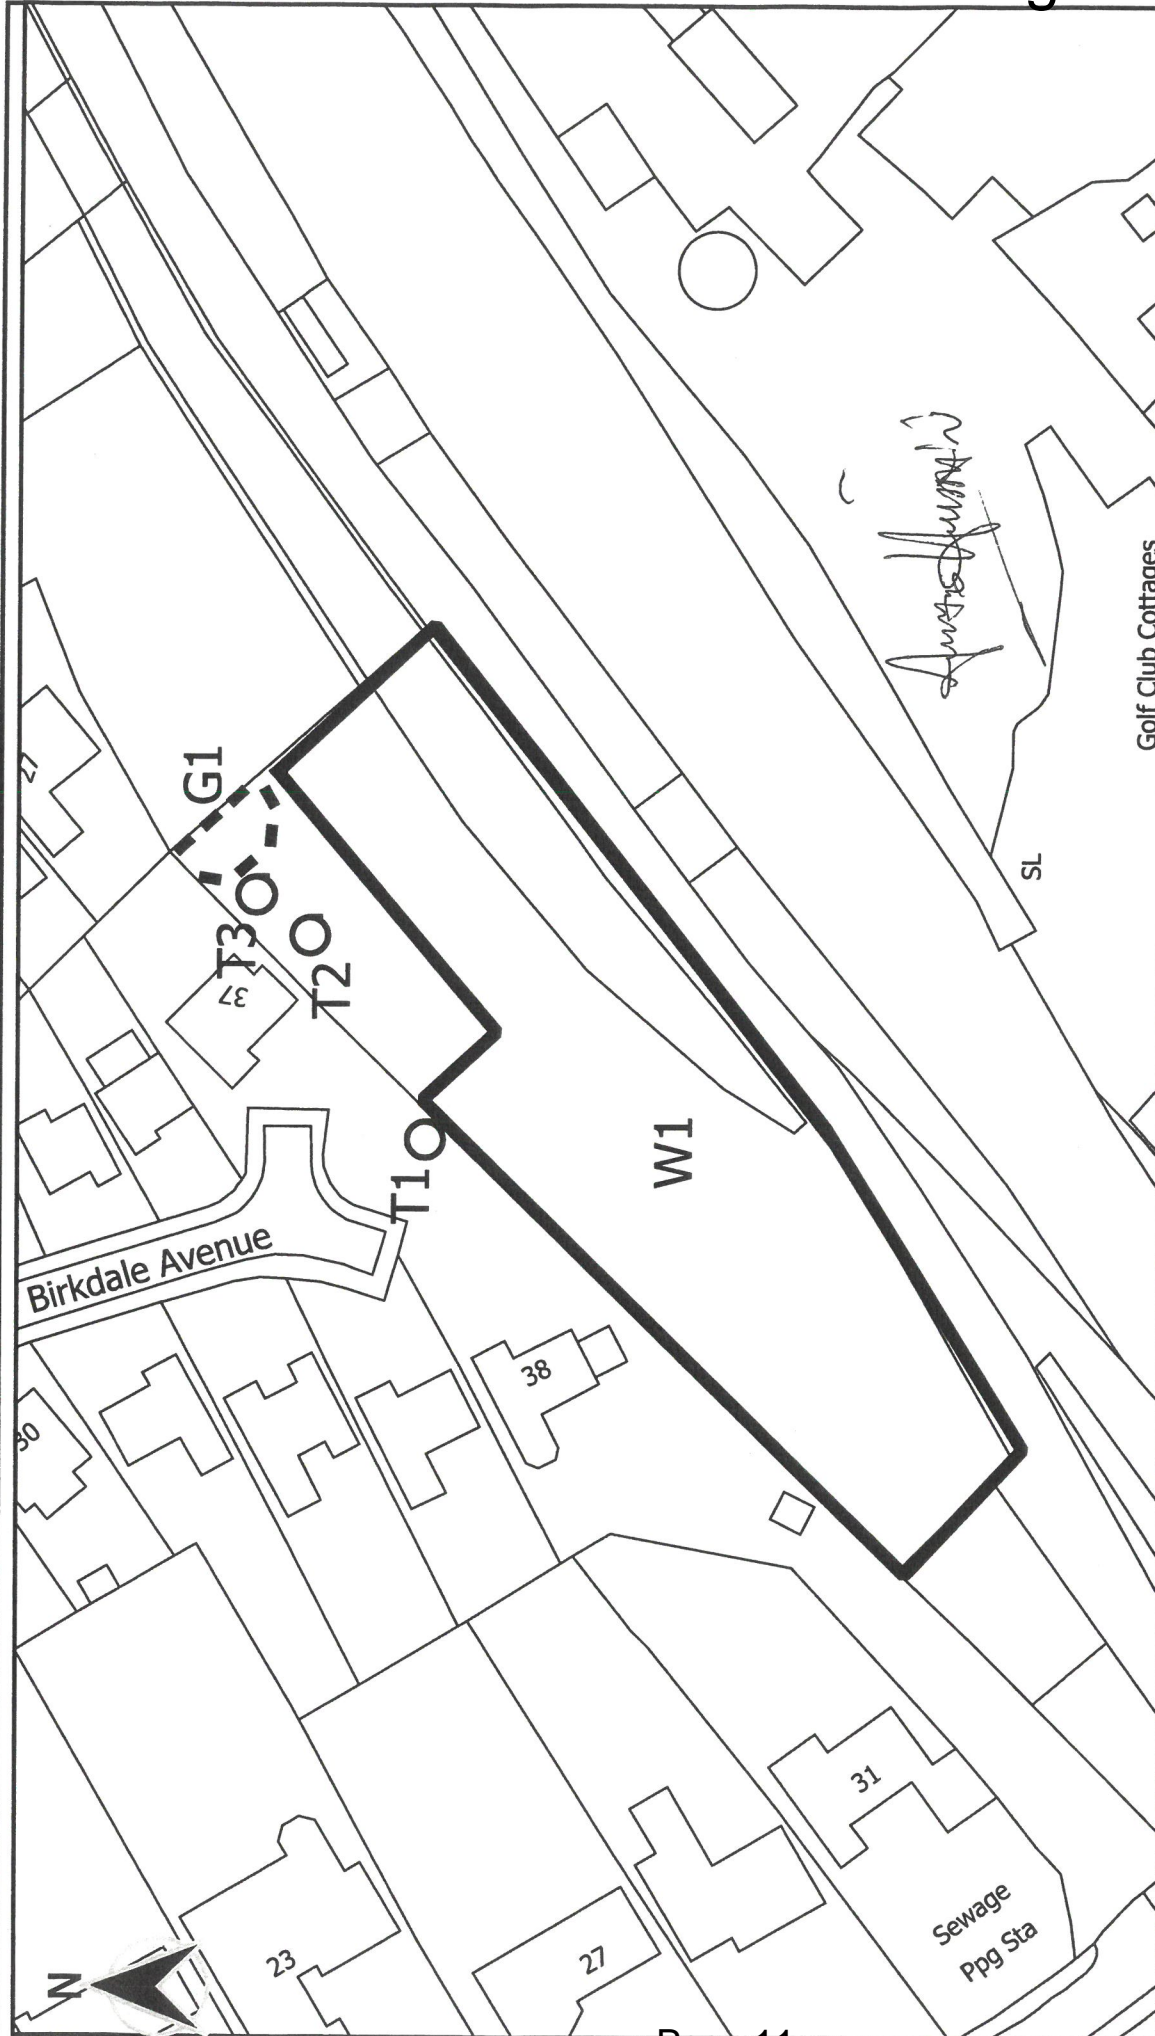 N
Birkdale Avenue
27
G1
T3
37
T2
T1
W1
30
38
23
27
31
Sewage
Ppg Sta
SL
Golf Club Cottages